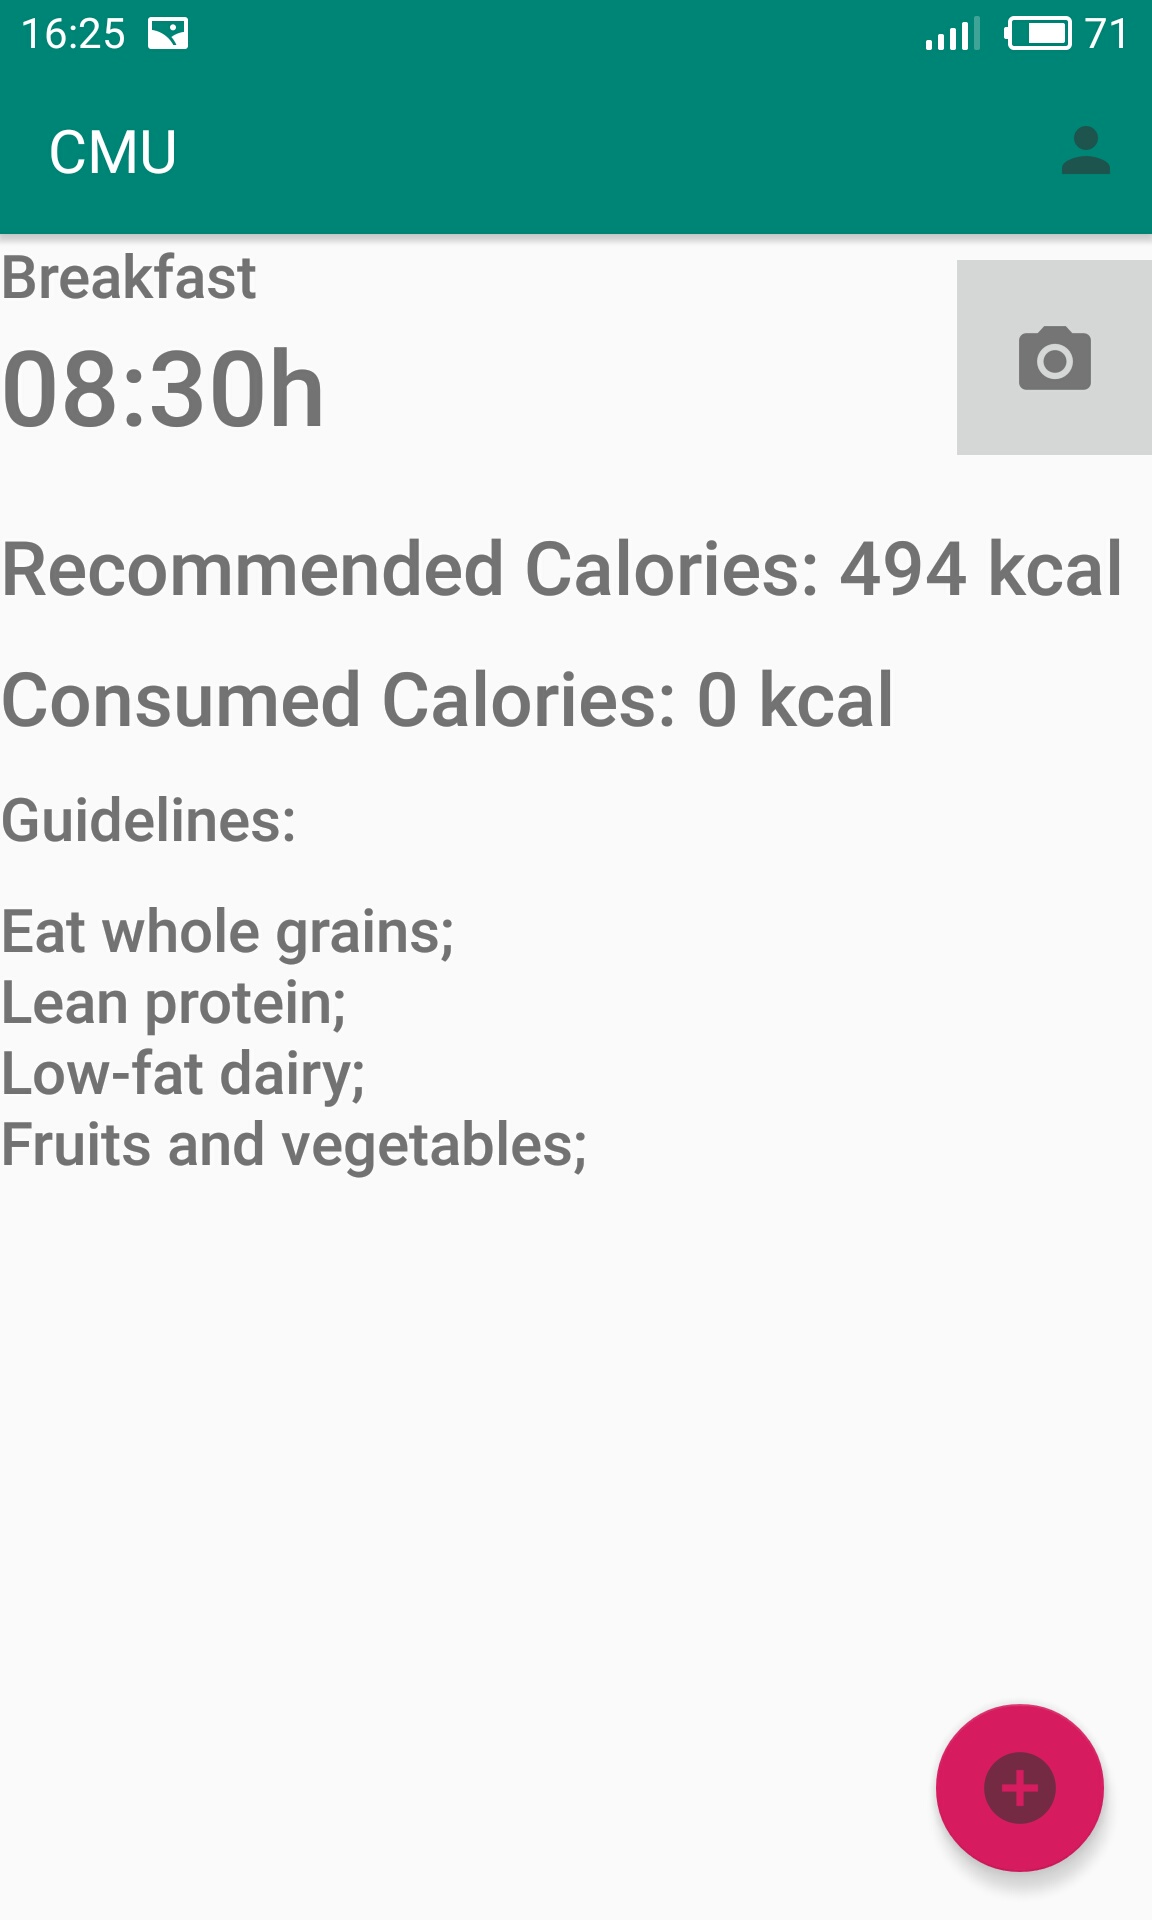 16:25
71
CMU
Breakfast
08:30h
Recommended Calories: 494 kcal
Consumed Calories: 0 kcal
Guidelines:
Eat whole grains;
Lean protein;
Low-fat dairy;
Fruits and vegetables;